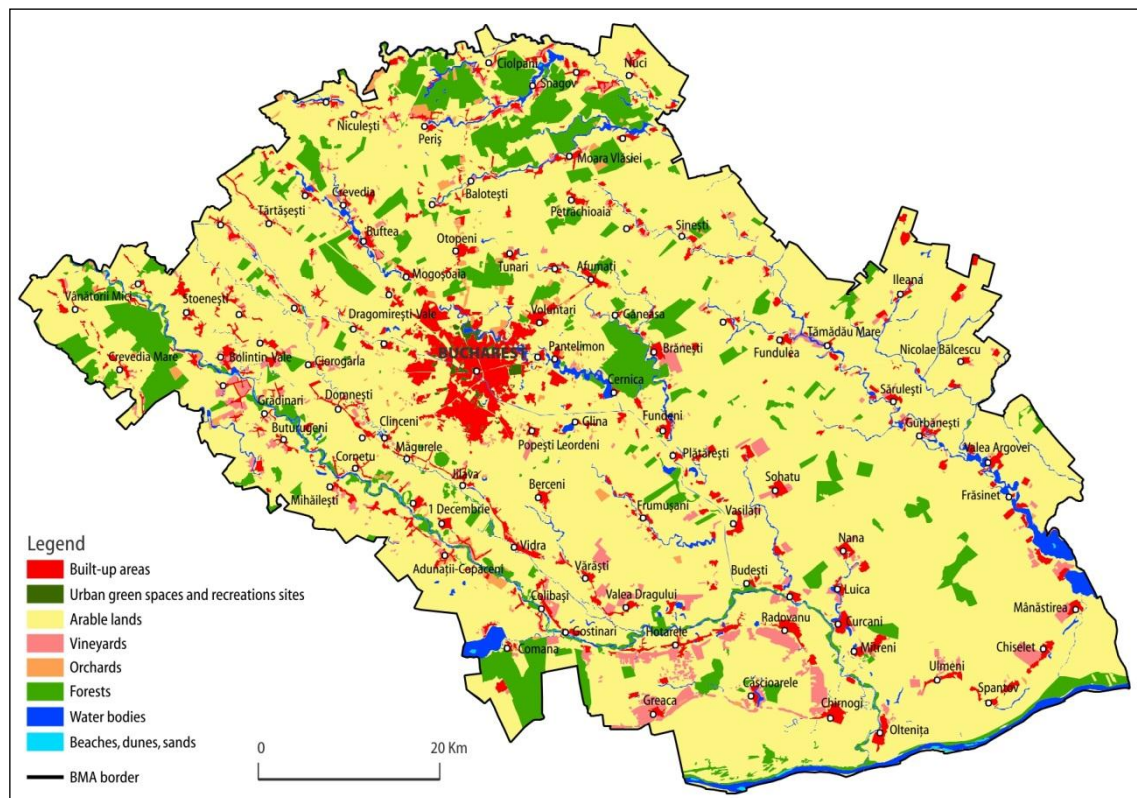 Ciolpani
Nuci
Snagov
Niculești
Periș
Moara Vlăsiei
Crevedia
Balotești
Tărtășești
Petrăchioaia
Buftea
Sinești
Otopeni
Tunari
Afumați
Mogoșoaia
Ileana
Vânătorii Mici
Stoenești
Dragomirești-Vale
Voluntari
Găneasa
Tămădău Mare
Pantelimon
Brănești
Fundulea
BUCHAREST
Nicolae Bălcescu
Crevedia Mare
Bolintin Vale
Ciorogârla
Cernica
Sărulești
Grădinari
Domnești
Clinceni
Glina
Fundeni
Gurbănești
Buturugeni
Popești Leordeni
Măgurele
Valea Argovei
Cornetu
Plătărești
Jilava
Sohatu
Mihăilești
Berceni
Frăsinet
1 Decembrie
Frumușani
Vasilați
Vidra
Nana
Adunații-Copăceni
Vărăști
Budești
Luica
Colibași
Valea Dragului
Mânăstirea
Radovanu
Curcani
Gostinari
Hotarele
Comana
Mitreni
Chiselet
Ulmeni
Căscioarele
Spanțov
Greaca
Chirnogi
Oltenița
Legend
Built-up areas
Urban green spaces and recreations sites
Arable lands
Vineyards
Orchards
Forests
Water bodies
Beaches, dunes, sands
BMA border
0 20 Km